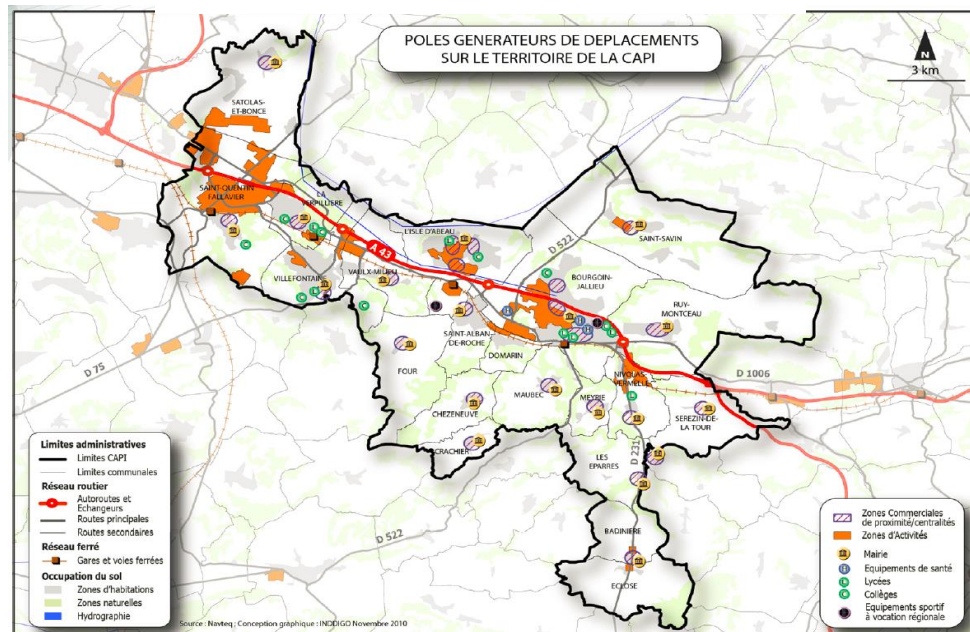 POLES GENERATEURS DE DEPLACEMENTS
SUR LE TERRITOIRE DE LA CAPI
N
3 km
SATOLAS-
ET-BONCE
SAINT-QUENTIN
FALLAVIER
LA
VERPILLIERE
A 43
L'ISLE D'ABEAU
D 522
SAINT-SAVIN
VILLEFONTAINE
VAULX-MILIEU
BOURGOIN-
JALLIEU
RUY-
MONTCEAU
SAINT-ALBAN-
DE-ROCHE
DOMARIN
D 75
FOUR
NIVOLAS-
VERMELLE
D 1006
MAUBEC
MEYRIE
CHEZENEUVE
SEREZIN-DE-
LA TOUR
CRACHIER
D 231
LES
EPARRES
D 522
BADINIERE
ECLOSE
Limites administratives
Limites CAPI
Limites communales
Réseau routier
Autoroutes et
Echangeurs
Routes principales
Routes secondaires
Réseau ferré
Gares et voies ferrées
Occupation du sol
Zones d'habitations
Zones naturelles
Hydrographie
Zones Commerciales
de proximité/centralités
Zones d'Activités
Mairie
H Equipements de santé
L Lycées
C Collèges
Equipements sportif
à vocation régionale
Source : Navteq ; Conception graphique : INDDIGO Novembre 2010